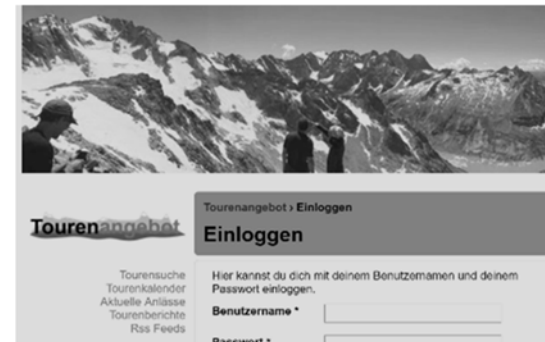 Tourenangebot › Einloggen
Tourenangebot
Einloggen
Tourensuche
Tourenkalender
Aktuelle Anlässe
Tourenberichte
Rss Feeds
Hier kannst du dich mit deinem Benutzernamen und deinem
Passwort einloggen.
Benutzername *
Passwort *